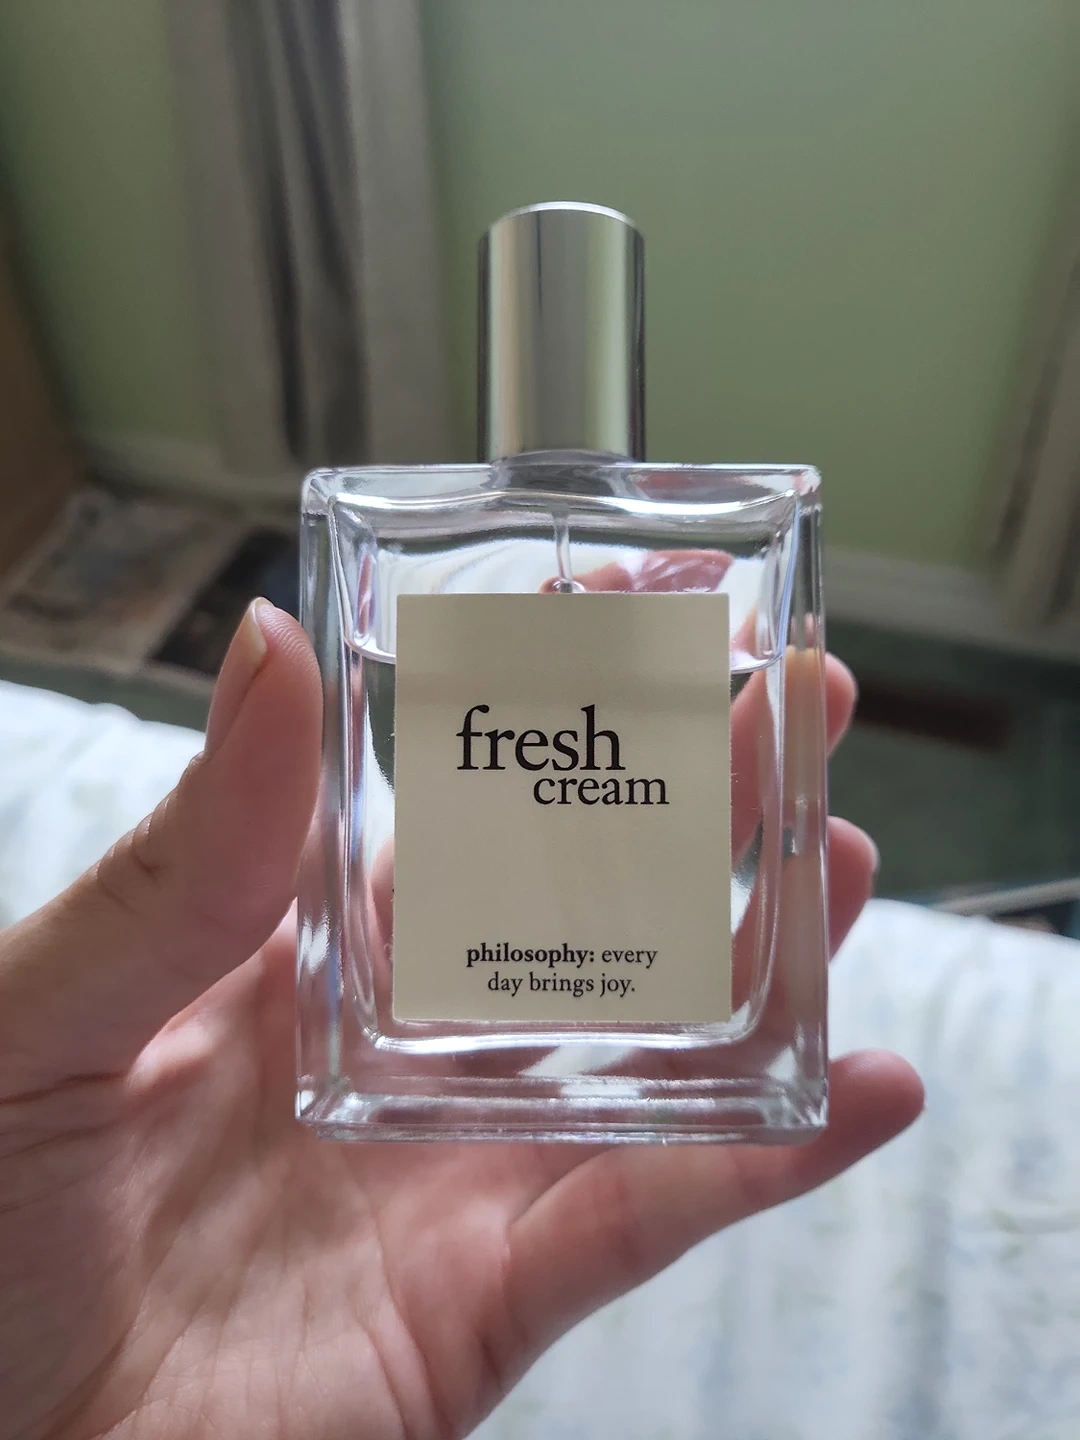 fresh
cream
philosophy: every
day brings joy.